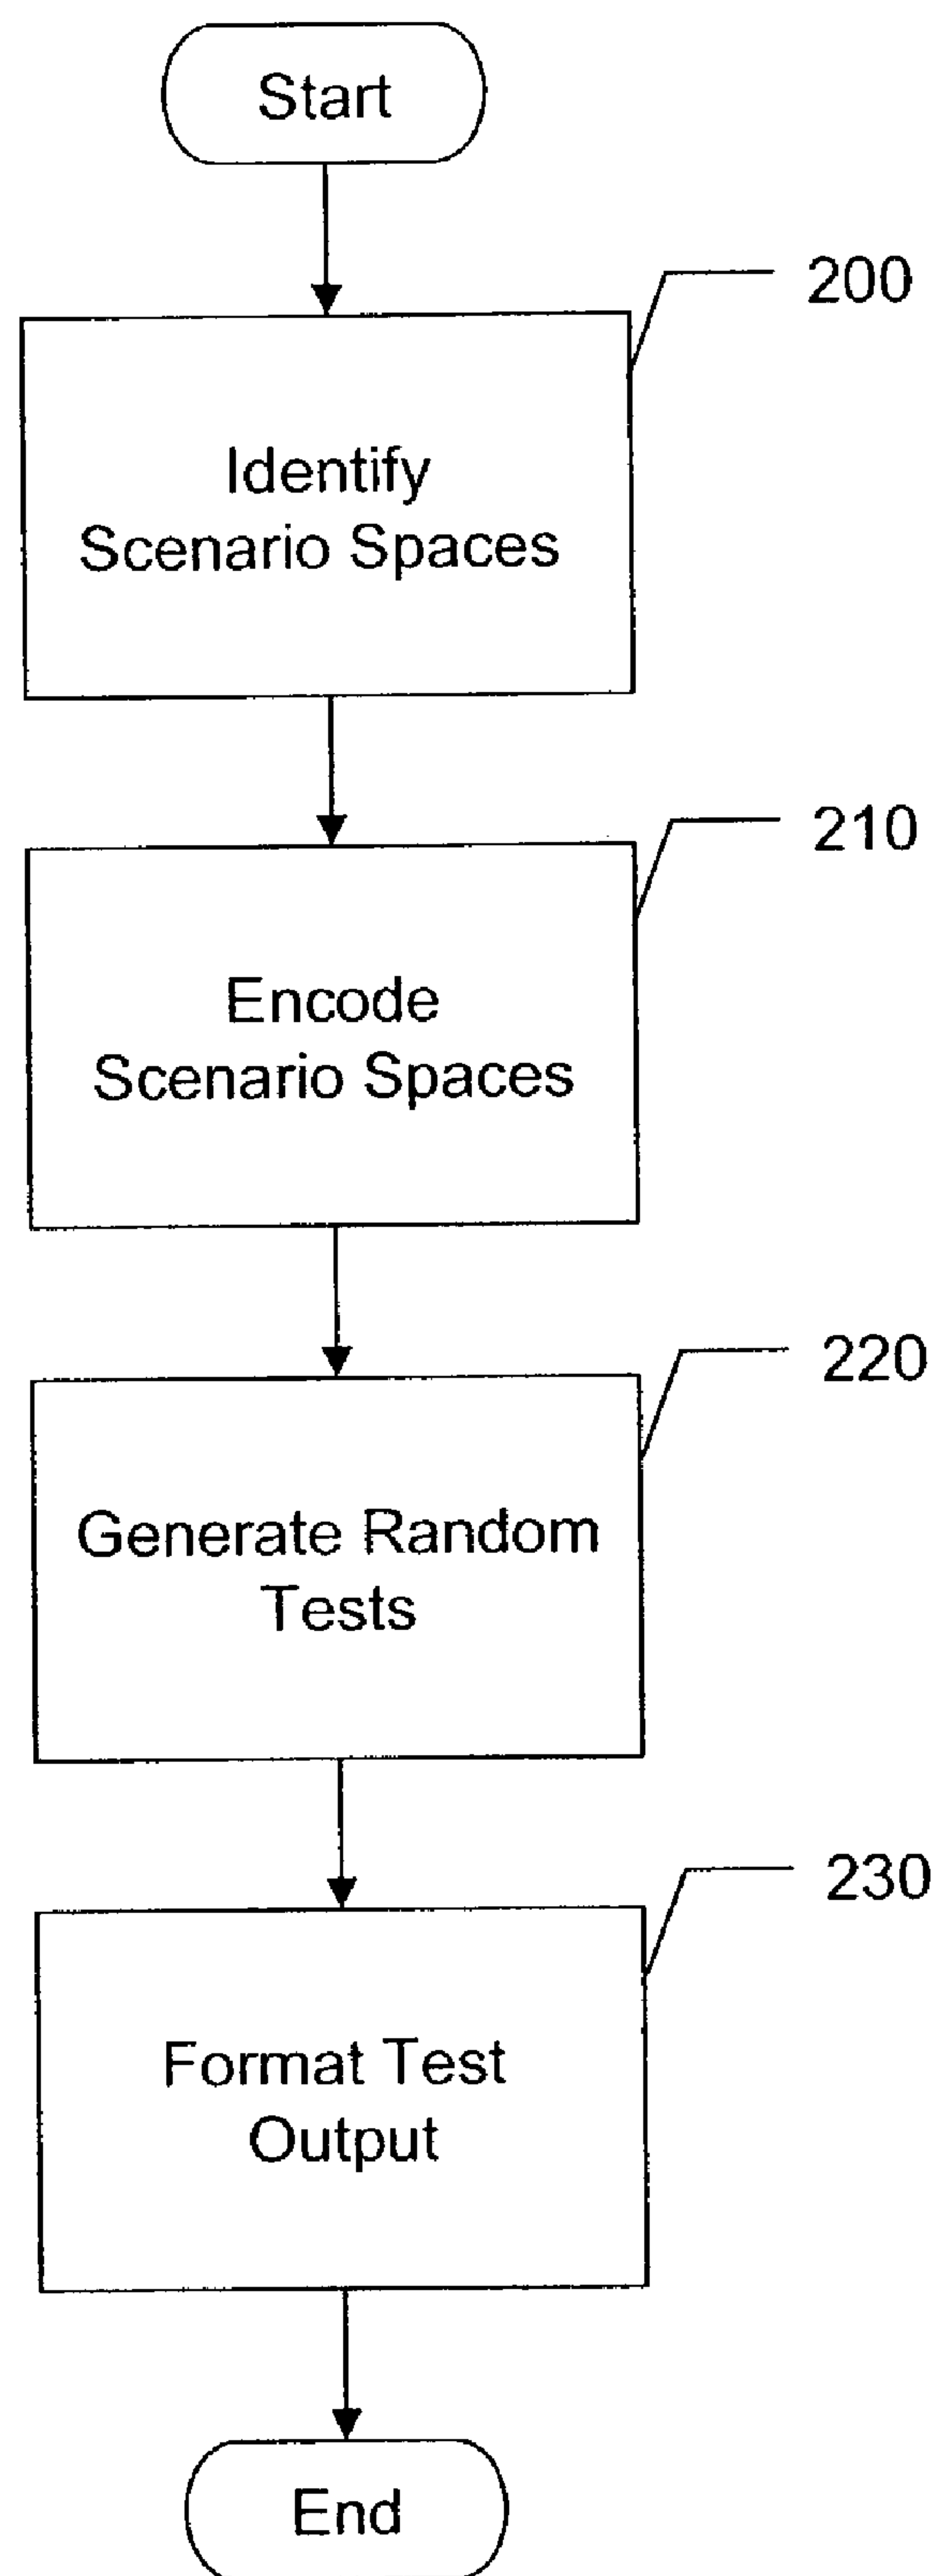 Start
200
Identify
Scenario Spaces
210
Encode
Scenario Spaces
220
Generate Random
Tests
230
Format Test
Output
End